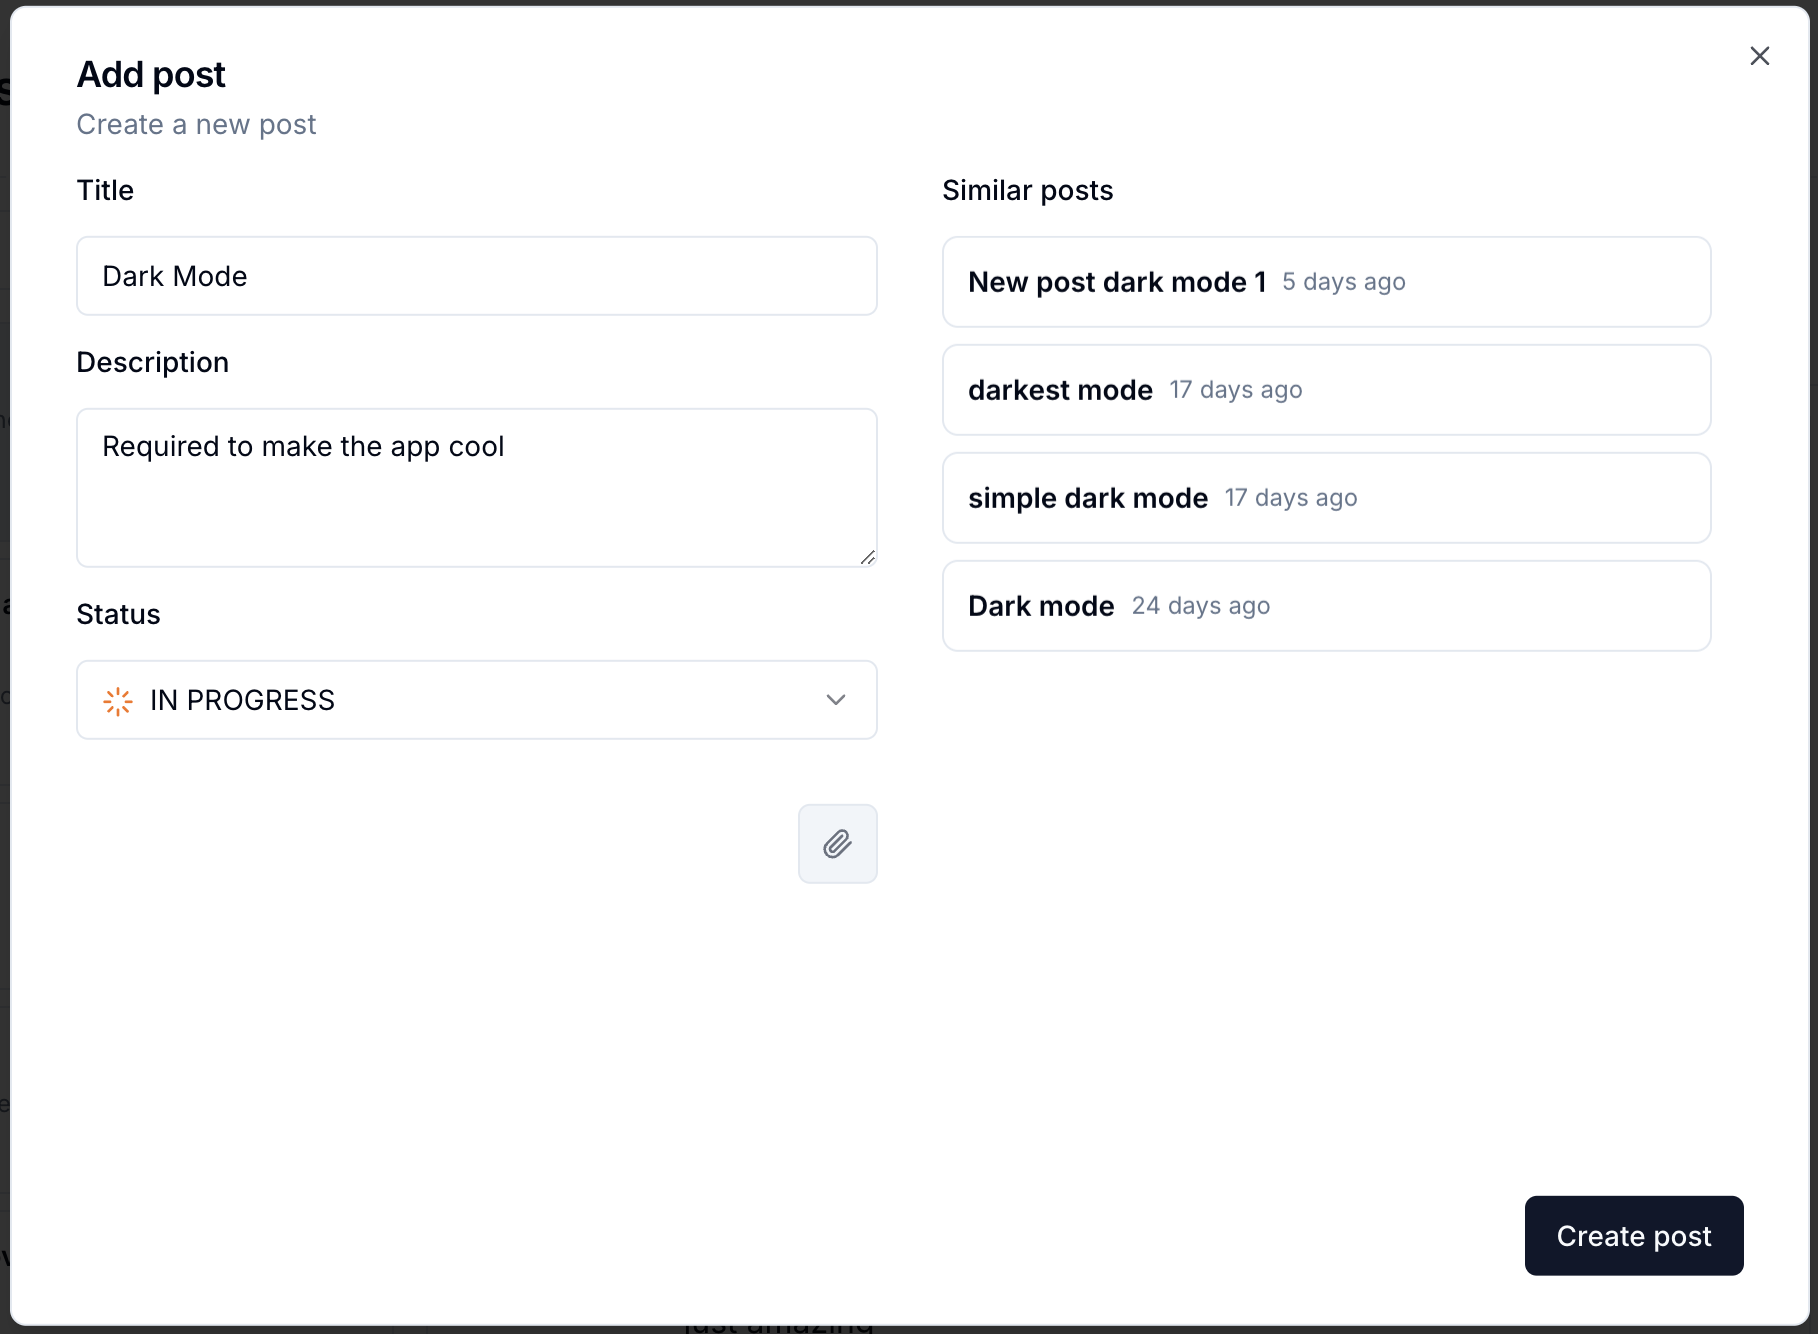 Add post
Create a new post
Title
Dark Mode
Description
Required to make the app cool
Status
IN PROGRESS
Similar posts
New post dark mode 1 5 days ago
darkest mode 17 days ago
simple dark mode 17 days ago
Dark mode 24 days ago
Create post
just amazing